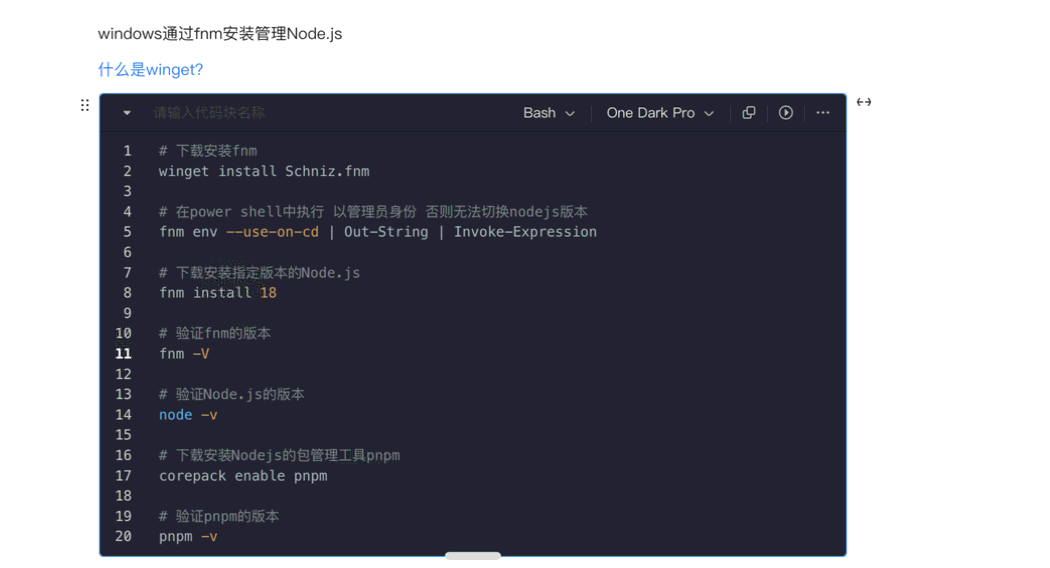 windows通过fnm安装管理Node.js
什么是winget?
请输入代码块名称
Bash
One Dark Pro
1 # 下载安装fnm
2 winget install Schniz.fnm
3
4 # 在power shell中执行 以管理员身份 否则无法切换nodejs版本
5 fnm env --use-on-cd | Out-String | Invoke-Expression
6
7 # 下载安装指定版本的Node.js
8 fnm install 18
9
10 # 验证fnm的版本
11 fnm -V
12
13 # 验证Node.js的版本
14 node -v
15
16 # 下载安装Nodejs的包管理工具pnpm
17 corepack enable pnpm
18
19 # 验证pnpm的版本
20 pnpm -v